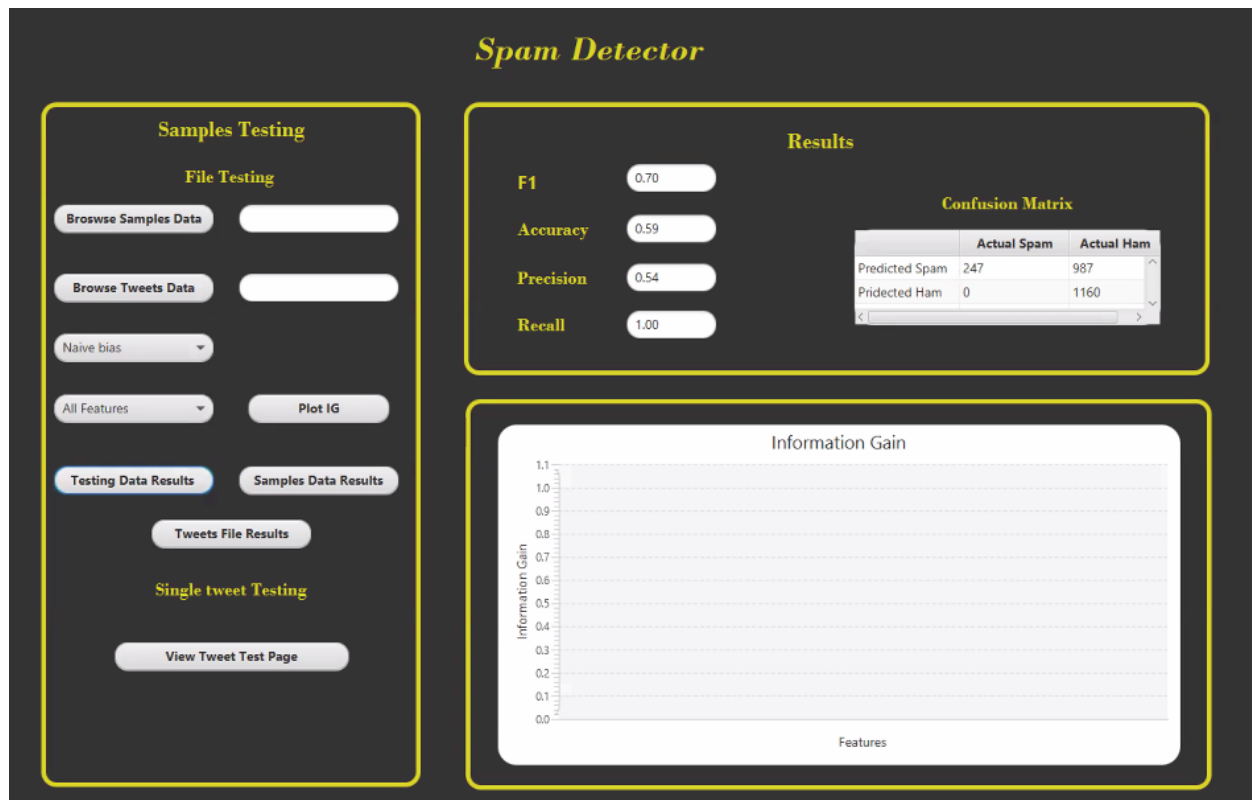 Spam Detector
Samples Testing
File Testing
Broswse Samples Data
Browse Tweets Data
Naive bias
All Features
Plot IG
Testing Data Results
Samples Data Results
Tweets File Results
Single tweet Testing
View Tweet Test Page
Results
F1
0.70
Accuracy
0.59
Precision
0.54
Recall
1.00
Confusion Matrix
Actual Spam Actual Ham
Predicted Spam 247 987
Pridected Ham 0 1160
Information Gain
1.1
1.0
0.9
0.8
0.7
0.6
0.5
0.4
0.3
0.2
0.1
0.0
Information Gain
Features